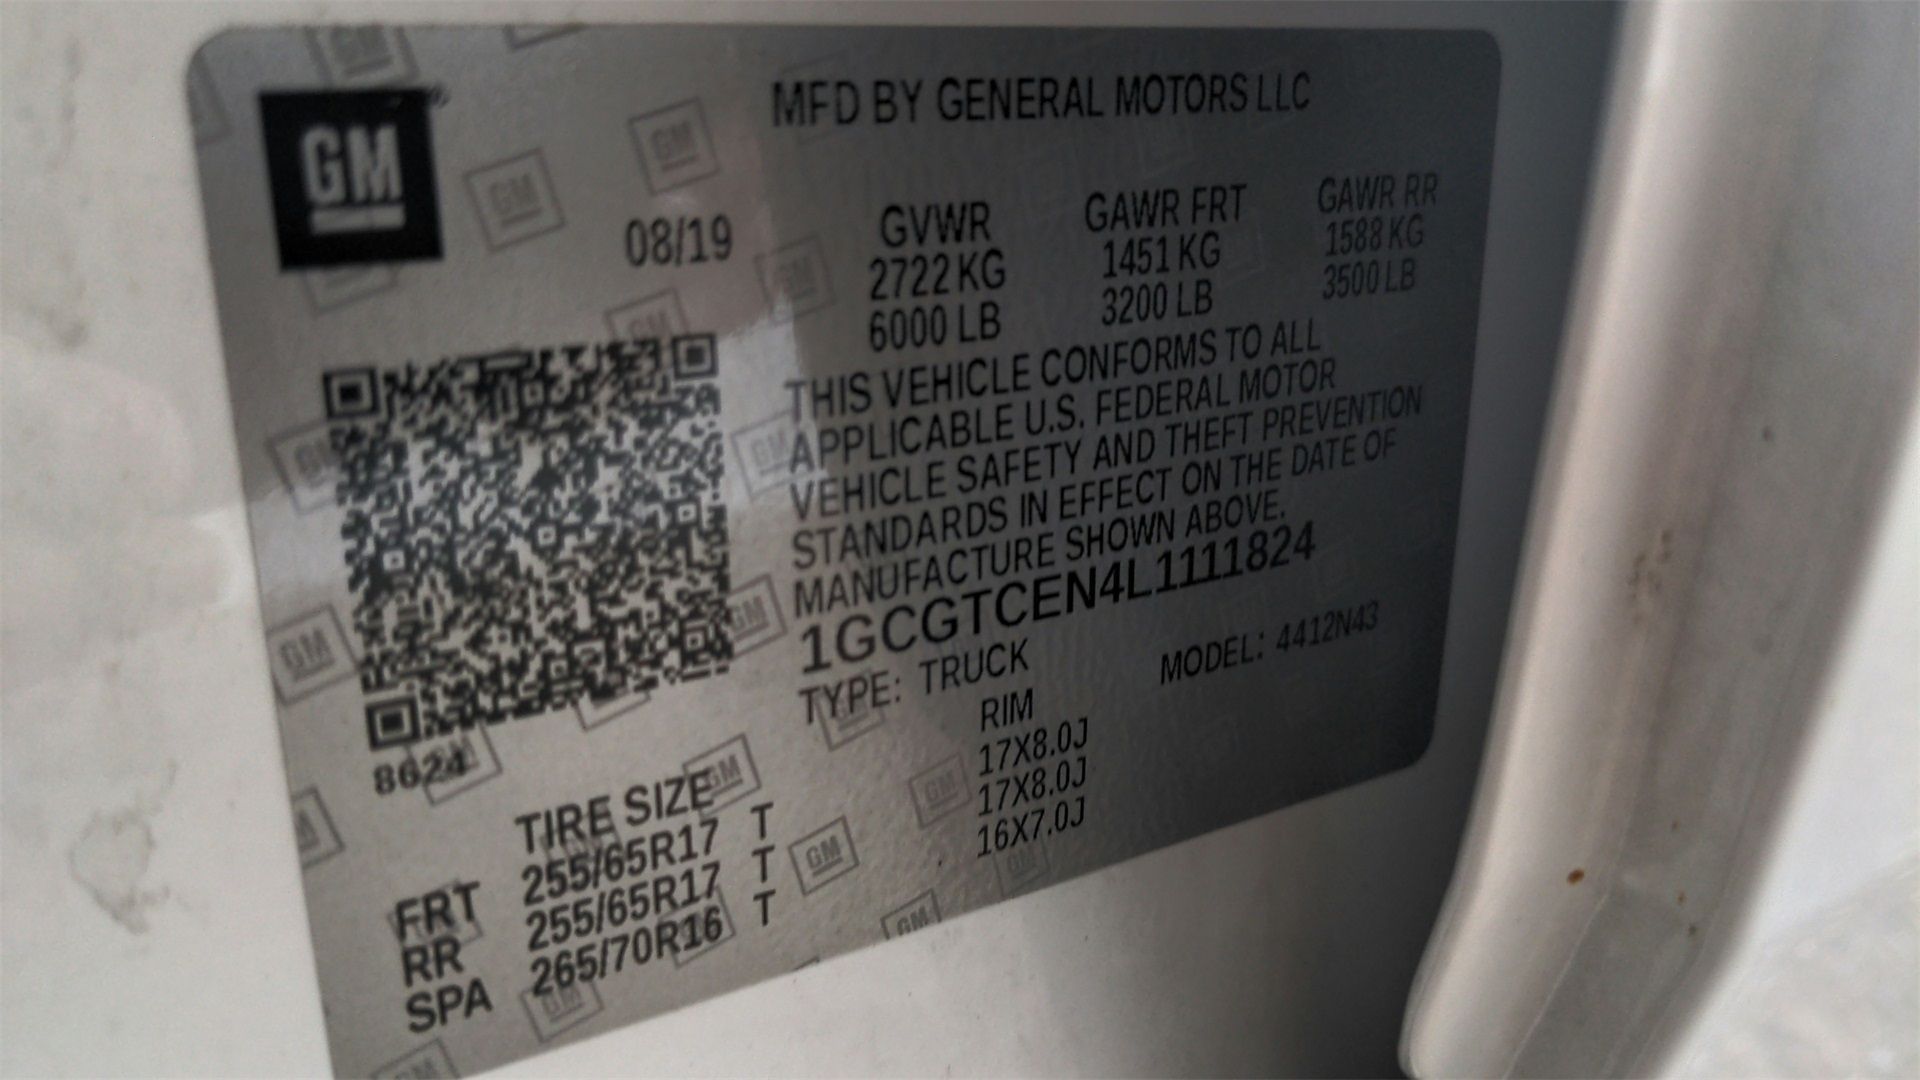 GM
MFD BY GENERAL MOTORS LLC
08/19
GVWR GAWR FRT GAWR RR
2722 KG 1451 KG 1588 KG
6000 LB 3200 LB 3500 LB
THIS VEHICLE CONFORMS TO ALL
APPLICABLE U.S. FEDERAL MOTOR
VEHICLE SAFETY AND THEFT PREVENTION
STANDARDS IN EFFECT ON THE DATE OF
MANUFACTURE SHOWN ABOVE.
1GCGTCEN4L1111824
TYPE: TRUCK MODEL: 4412N43
8624
TIRE SIZE RIM
FRT 255/65R17 T 17X8.0J
RR 255/65R17 T 17X8.0J
SPA 265/70R16 T 16X7.0J